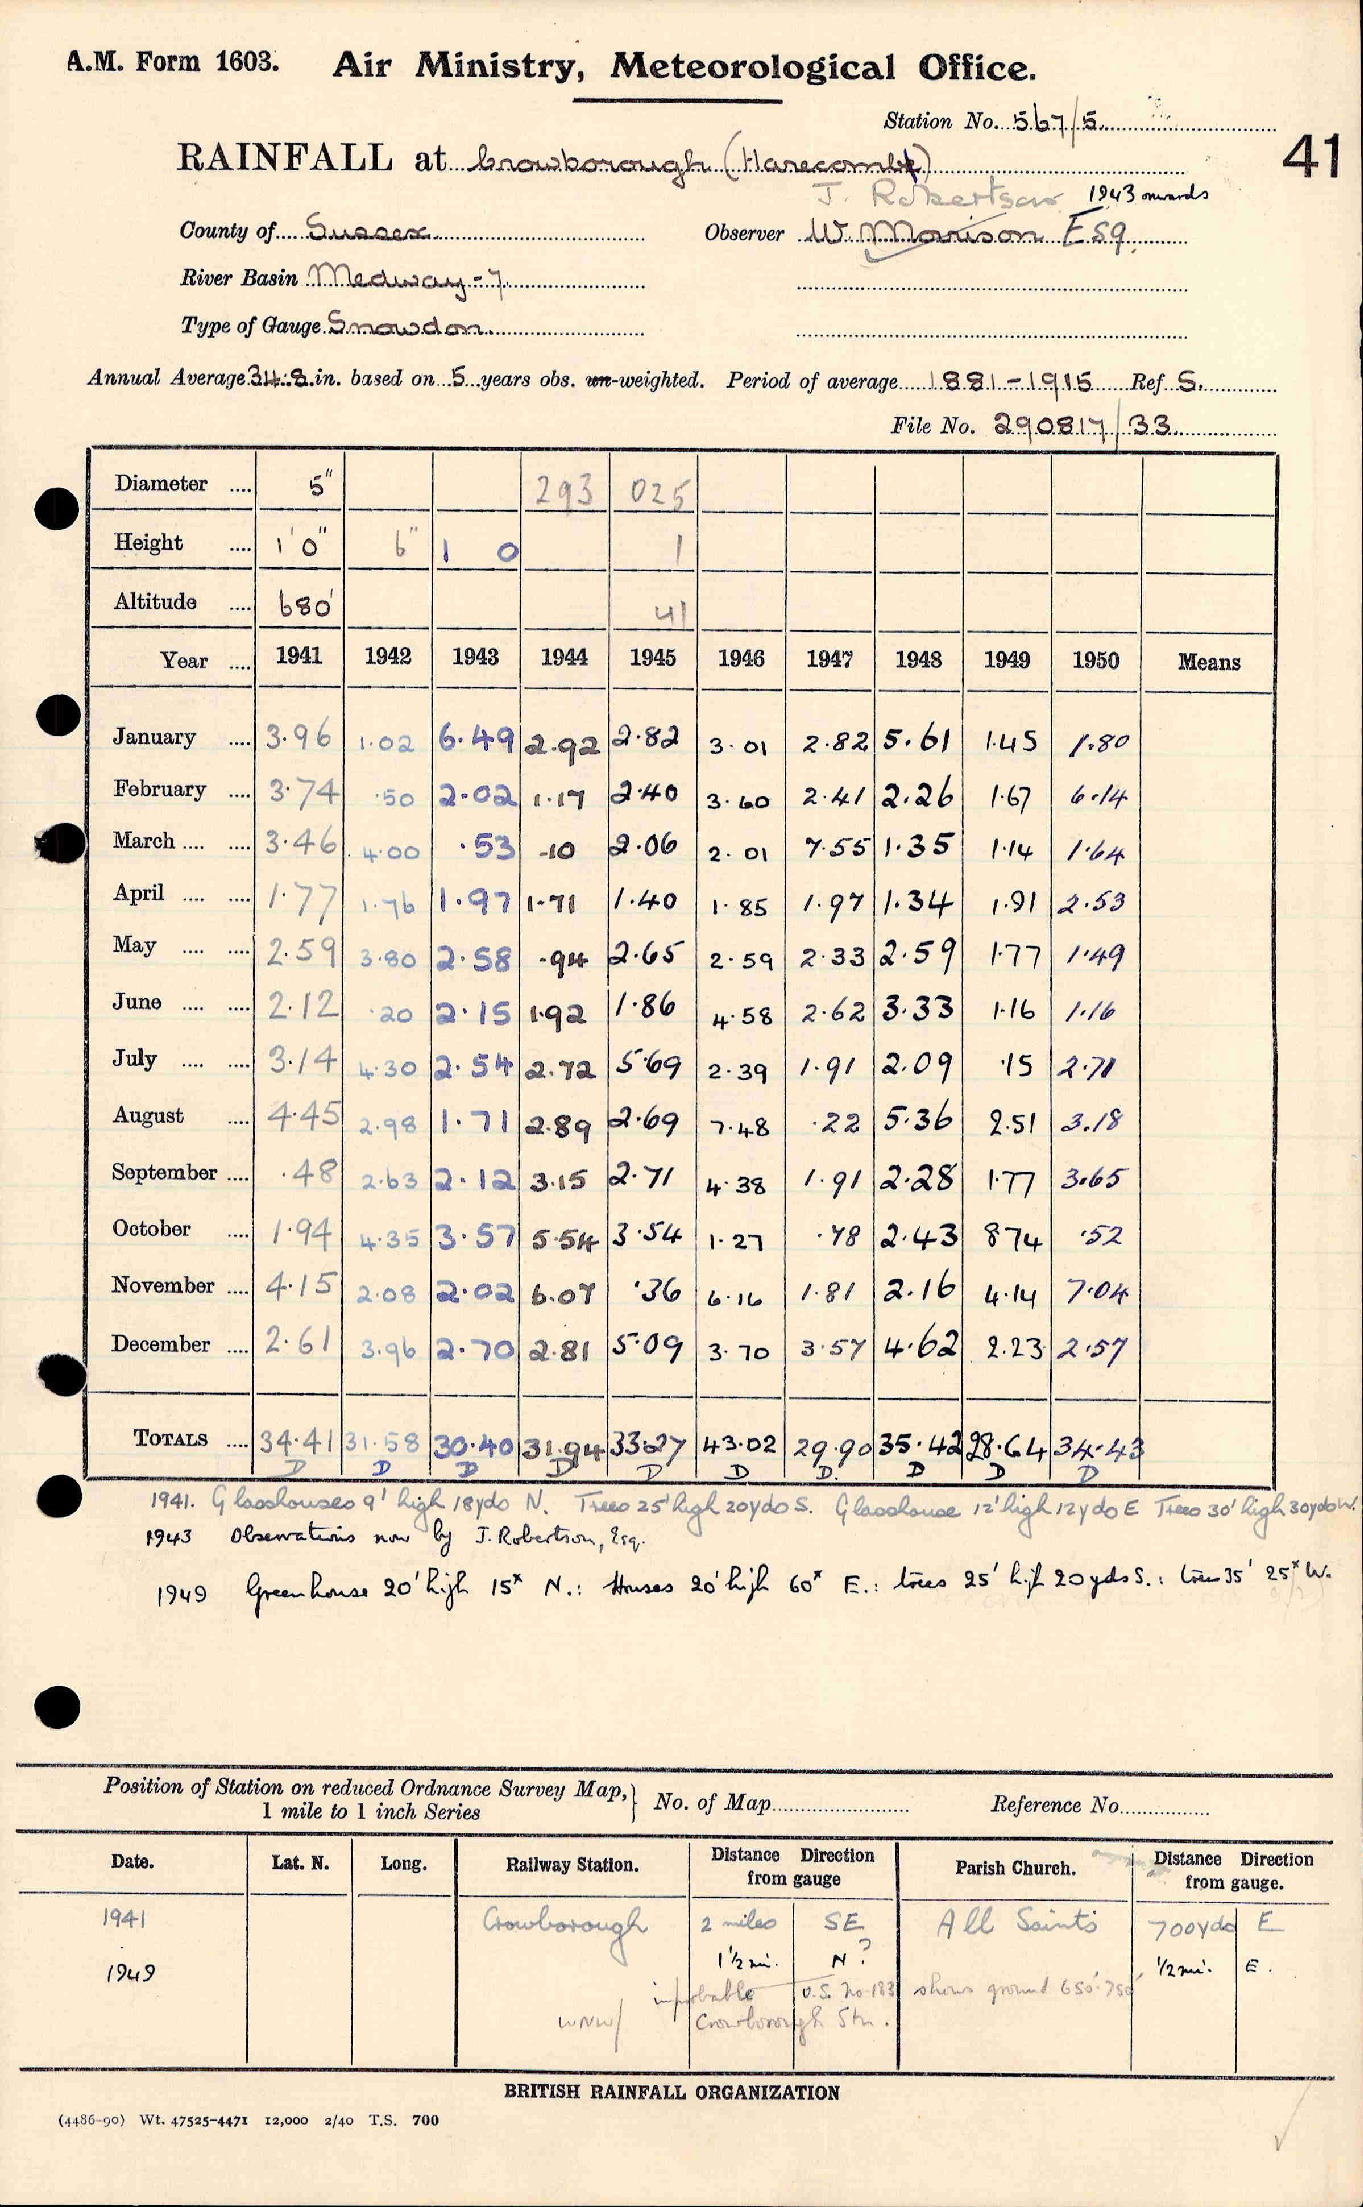 A.M. Form 1603. Air Ministry, Meteorological Office.
Station No. 567/5
41
RAINFALL at Crowborough (Harecombe)
J. Robertson 1943 onwards
County of Sussex Observer W. Morrison Esq.
River Basin Medway - 7
Type of Gauge Snowdon
Annual Average 34.8 in. based on 5 years obs. un-weighted. Period of average 1881-1915 Ref S.
File No. 290817/33
Diameter .... 5" 293 025
Height .... 1'0" 6" 1 0 1
Altitude .... 680' 41
Year .... 1941 1942 1943 1944 1945 1946 1947 1948 1949 1950 Means
January .... 3.96 1.02 6.49 2.92 2.82 3.01 2.82 5.61 1.45 1.80
February .... 3.74 .50 2.02 1.17 2.40 3.60 2.41 2.26 1.67 6.14
March .... .... 3.46 4.00 .53 .10 2.06 2.01 7.55 1.35 1.14 1.64
April .... .... 1.77 1.76 1.97 1.71 1.40 1.85 1.97 1.34 1.91 2.53
May .... .... 2.59 3.80 2.58 .94 2.65 2.59 2.33 2.59 1.77 1.49
June .... .... 2.12 .20 2.15 1.92 1.86 4.58 2.62 3.33 1.16 1.16
July .... .... 3.14 4.30 2.54 2.72 5.69 2.39 1.91 2.09 .15 2.71
August .... 4.45 2.98 1.71 2.89 2.69 7.48 .22 5.36 2.51 3.18
September .... .48 2.63 2.12 3.15 2.71 4.38 1.91 2.28 1.77 3.65
October .... 1.94 4.35 3.57 5.54 3.54 1.27 .78 2.43 8.74 .52
November .... 4.15 2.08 2.02 6.07 .36 6.16 1.81 2.16 4.14 7.04
December .... 2.61 3.96 2.70 2.81 5.09 3.70 3.57 4.62 2.23 2.57
TOTALS .... 34.41 31.58 30.40 31.94 33.27 43.02 29.90 35.42 28.64 34.43
D D D D D D D D D D
1941. Glasshouses 9' high 18yds N. Trees 25' high 20yds S. Glasshouse 12' high 12yds E Trees 30' high 30yds W.
1943 Observations now by J. Robertson, Esq.
1949 Greenhouse 20' high 15x N.: Houses 20' high 60x E.: trees 25' high 20yds S.: trees 35' 25x W.
Position of Station on reduced Ordnance Survey Map, 1 mile to 1 inch Series } No. of Map Reference No.
Date. Lat. N. Long. Railway Station. Distance Direction from gauge Parish Church. Distance Direction from gauge.
1941 Crowborough 2 miles SE All Saints 700yds E
1949 1½ mi. N ? ½ mi. E.
improbable O.S. No. 183 shows ground 650'-750'
WNW/ Crowborough Stn.
BRITISH RAINFALL ORGANIZATION
(4486-90) Wt. 47525-4471 12,000 2/40 T.S. 700